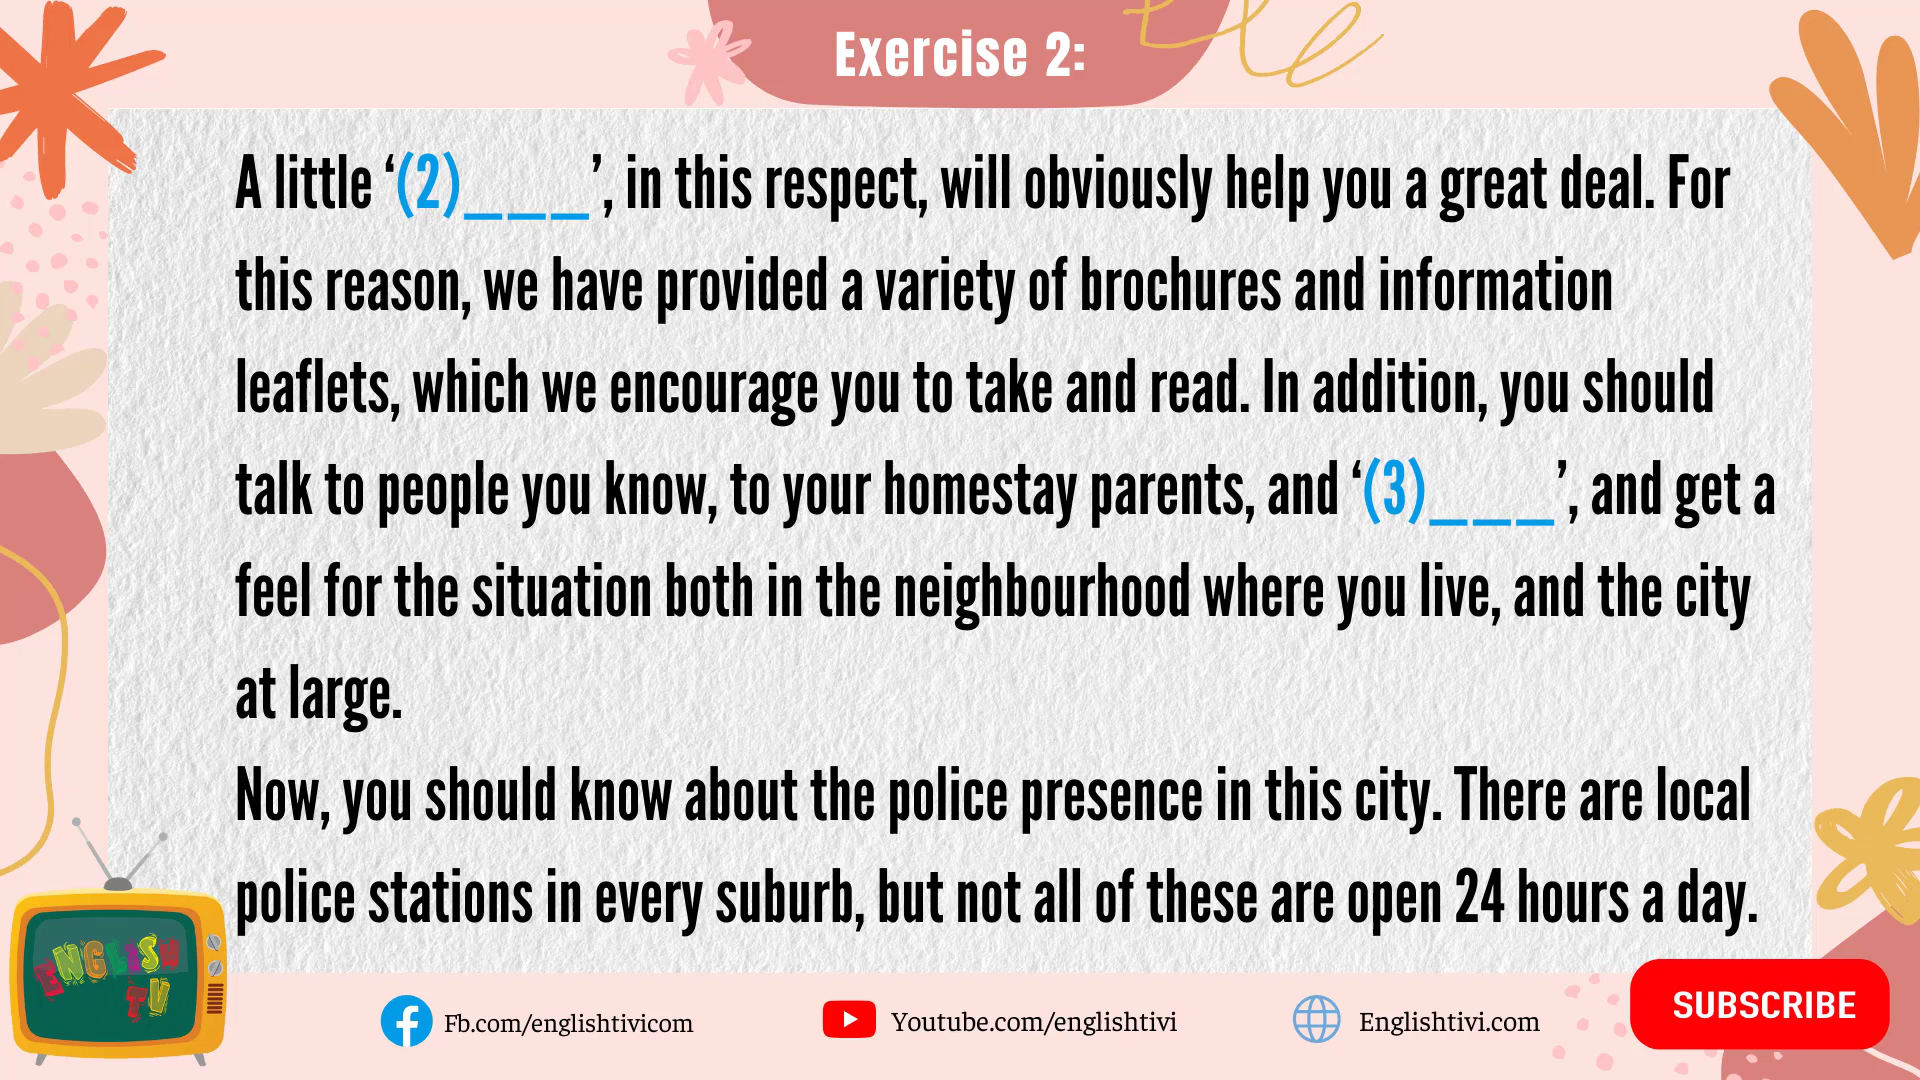 Exercise 2:
A little ‘(2)___’, in this respect, will obviously help you a great deal. For
this reason, we have provided a variety of brochures and information
leaflets, which we encourage you to take and read. In addition, you should
talk to people you know, to your homestay parents, and ‘(3)___’, and get a
feel for the situation both in the neighbourhood where you live, and the city
at large.
Now, you should know about the police presence in this city. There are local
police stations in every suburb, but not all of these are open 24 hours a day.
ENGLISH
TV
Fb.com/englishtivicom
Youtube.com/englishtivi
Englishtivi.com
SUBSCRIBE